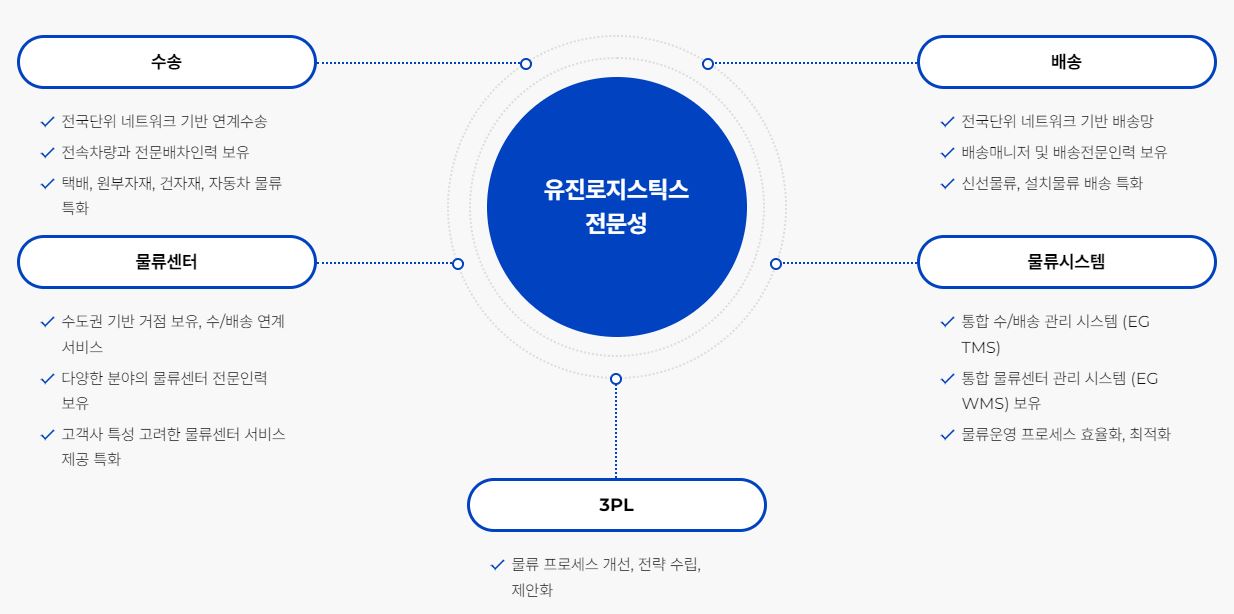 수송
전국단위 네트워크 기반 연계수송
전속차량과 전문배차인력 보유
택배, 원부자재, 건자재, 자동차 물류
특화
배송
전국단위 네트워크 기반 배송망
배송매니저 및 배송전문인력 보유
신선물류, 설치물류 배송 특화
유진로지스틱스
전문성
물류센터
수도권 기반 거점 보유, 수/배송 연계
서비스
다양한 분야의 물류센터 전문인력
보유
고객사 특성 고려한 물류센터 서비스
제공 특화
물류시스템
통합 수/배송 관리 시스템 (EG
TMS)
통합 물류센터 관리 시스템 (EG
WMS) 보유
물류운영 프로세스 효율화, 최적화
3PL
물류 프로세스 개선, 전략 수립,
제안화